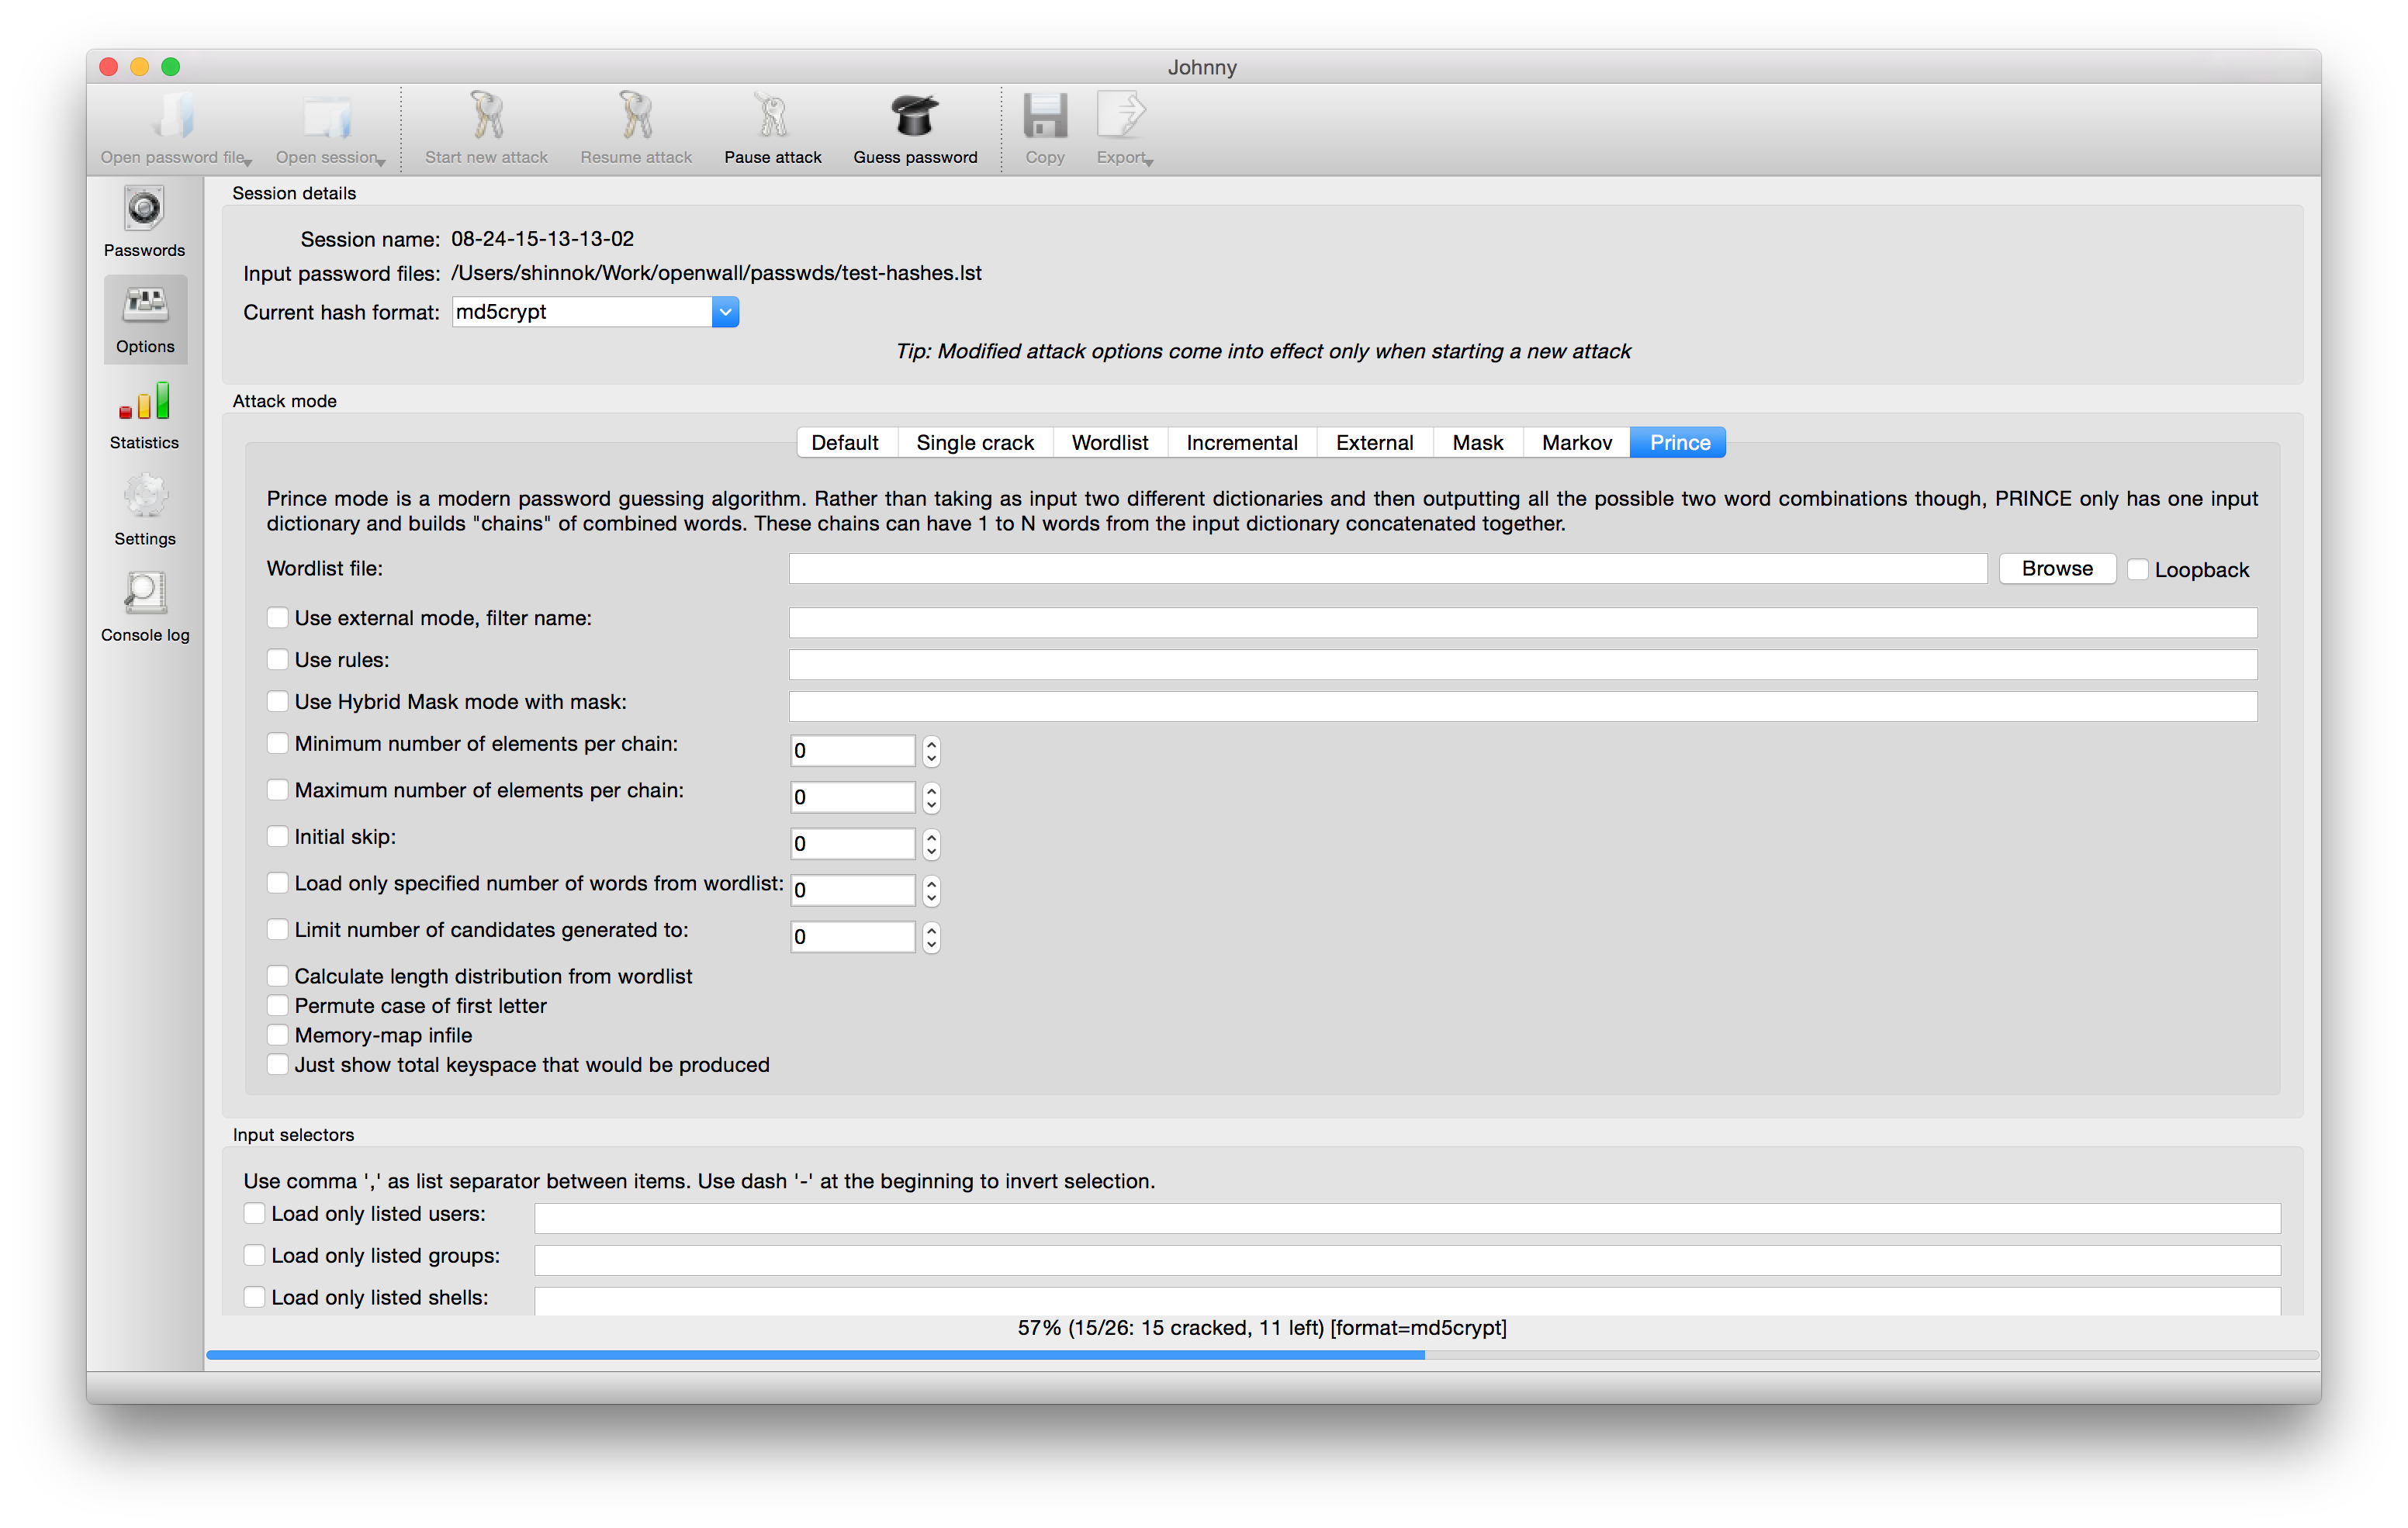 Johnny
Open password file
Open session
Start new attack
Resume attack
Pause attack
Guess password
Copy
Export
Passwords
Options
Statistics
Settings
Console log
Session details
Session name: 08-24-15-13-13-02
Input password files: /Users/shinnok/Work/openwall/passwds/test-hashes.lst
Current hash format: md5crypt
Tip: Modified attack options come into effect only when starting a new attack
Attack mode
Default Single crack Wordlist Incremental External Mask Markov Prince
Prince mode is a modern password guessing algorithm. Rather than taking as input two different dictionaries and then outputting all the possible two word combinations though, PRINCE only has one input
dictionary and builds "chains" of combined words. These chains can have 1 to N words from the input dictionary concatenated together.
Wordlist file: Browse Loopback
Use external mode, filter name:
Use rules:
Use Hybrid Mask mode with mask:
Minimum number of elements per chain: 0
Maximum number of elements per chain: 0
Initial skip: 0
Load only specified number of words from wordlist: 0
Limit number of candidates generated to: 0
Calculate length distribution from wordlist
Permute case of first letter
Memory-map infile
Just show total keyspace that would be produced
Input selectors
Use comma ',' as list separator between items. Use dash '-' at the beginning to invert selection.
Load only listed users:
Load only listed groups:
Load only listed shells:
57% (15/26: 15 cracked, 11 left) [format=md5crypt]